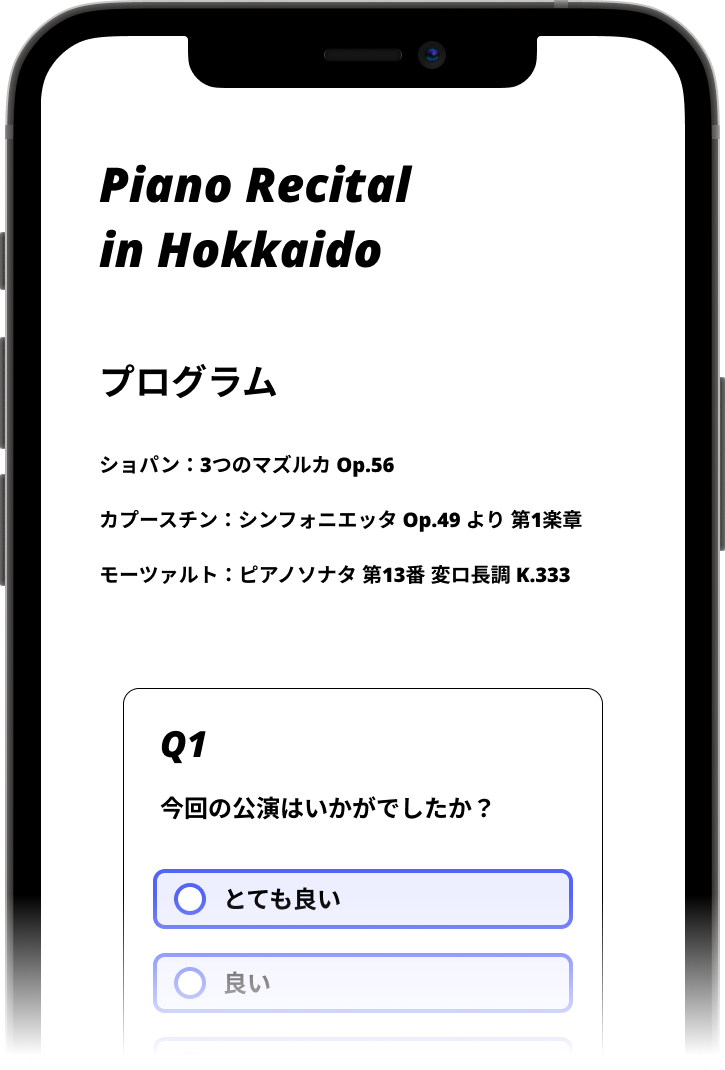 Piano Recital
in Hokkaido
プログラム
ショパン：3つのマズルカ Op.56
カプースチン：シンフォニエッタ Op.49 より 第1楽章
モーツァルト：ピアノソナタ 第13番 変ロ長調 K.333
Q1
今回の公演はいかがでしたか？
とても良い
良い